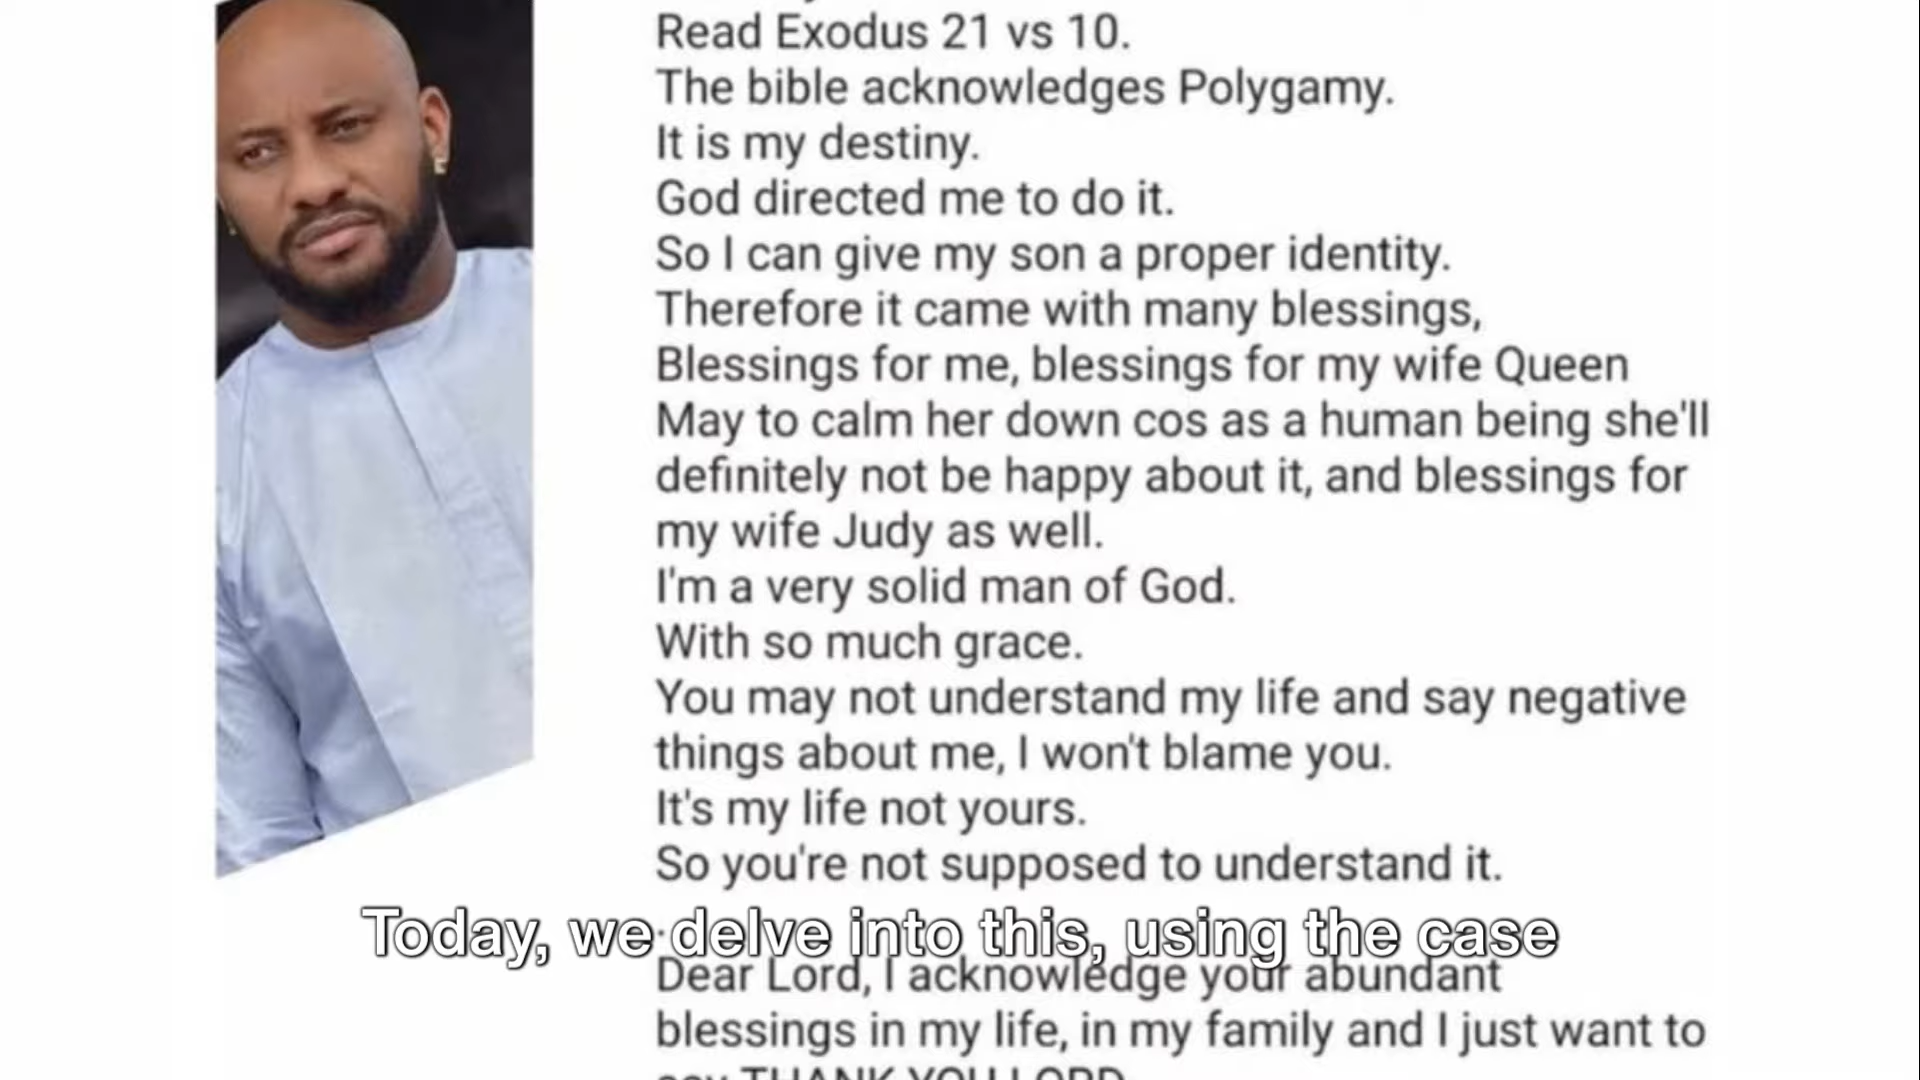 Read Exodus 21 vs 10.
The bible acknowledges Polygamy.
It is my destiny.
God directed me to do it.
So I can give my son a proper identity.
Therefore it came with many blessings,
Blessings for me, blessings for my wife Queen
May to calm her down cos as a human being she'll
definitely not be happy about it, and blessings for
my wife Judy as well.
I'm a very solid man of God.
With so much grace.
You may not understand my life and say negative
things about me, I won't blame you.
It's my life not yours.
So you're not supposed to understand it.
Today, we delve into this, using the case
Dear Lord, I acknowledge your abundant
blessings in my life, in my family and I just want to
say THANK YOU LORD